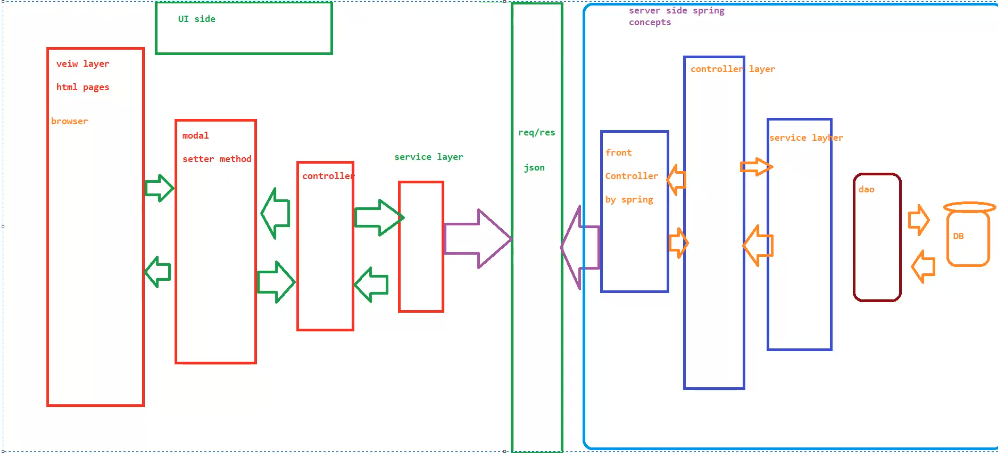 UI side
veiw layer
html pages
browser
modal
setter method
controller
service layer
req/res
json
server side spring
concepts
front
Controller
by spring
controller layer
service layher
dao
DB